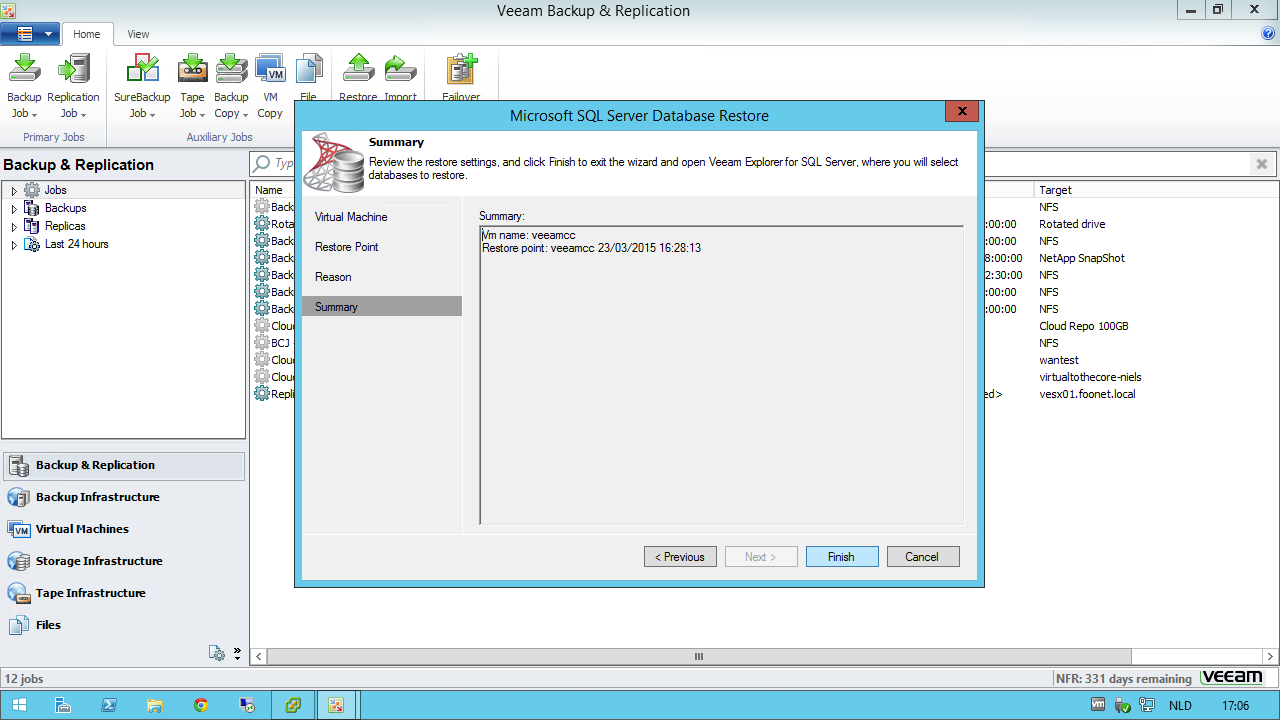 Veeam Backup & Replication
Home
View
Backup Job
Replication Job
SureBackup Job
Tape Job
Backup Copy
VM Copy
File
Restore
Import
Failover
Primary Jobs
Auxiliary Jobs
Microsoft SQL Server Database Restore
Summary
Review the restore settings, and click Finish to exit the wizard and open Veeam Explorer for SQL Server, where you will select
databases to restore.
Virtual Machine
Restore Point
Reason
Summary
Summary:
Vm name: veeamcc
Restore point: veeamcc 23/03/2015 16:28:13
< Previous
Next >
Finish
Cancel
Backup & Replication
Jobs
Backups
Replicas
Last 24 hours
Backup & Replication
Backup Infrastructure
Virtual Machines
Storage Infrastructure
Tape Infrastructure
Files
Typ
Name
Target
Back
NFS
Rota
:00:00
Rotated drive
Back
:00:00
NFS
Back
8:00:00
NetApp SnapShot
Back
2:30:00
NFS
Back
:00:00
NFS
Back
:00:00
NFS
Cloud
Cloud Repo 100GB
BCJ
NFS
Cloud
wantest
Cloud
virtualtothecore-niels
Repli
ed>
vesx01.foonet.local
12 jobs
NFR: 331 days remaining
veeam
NLD
17:06